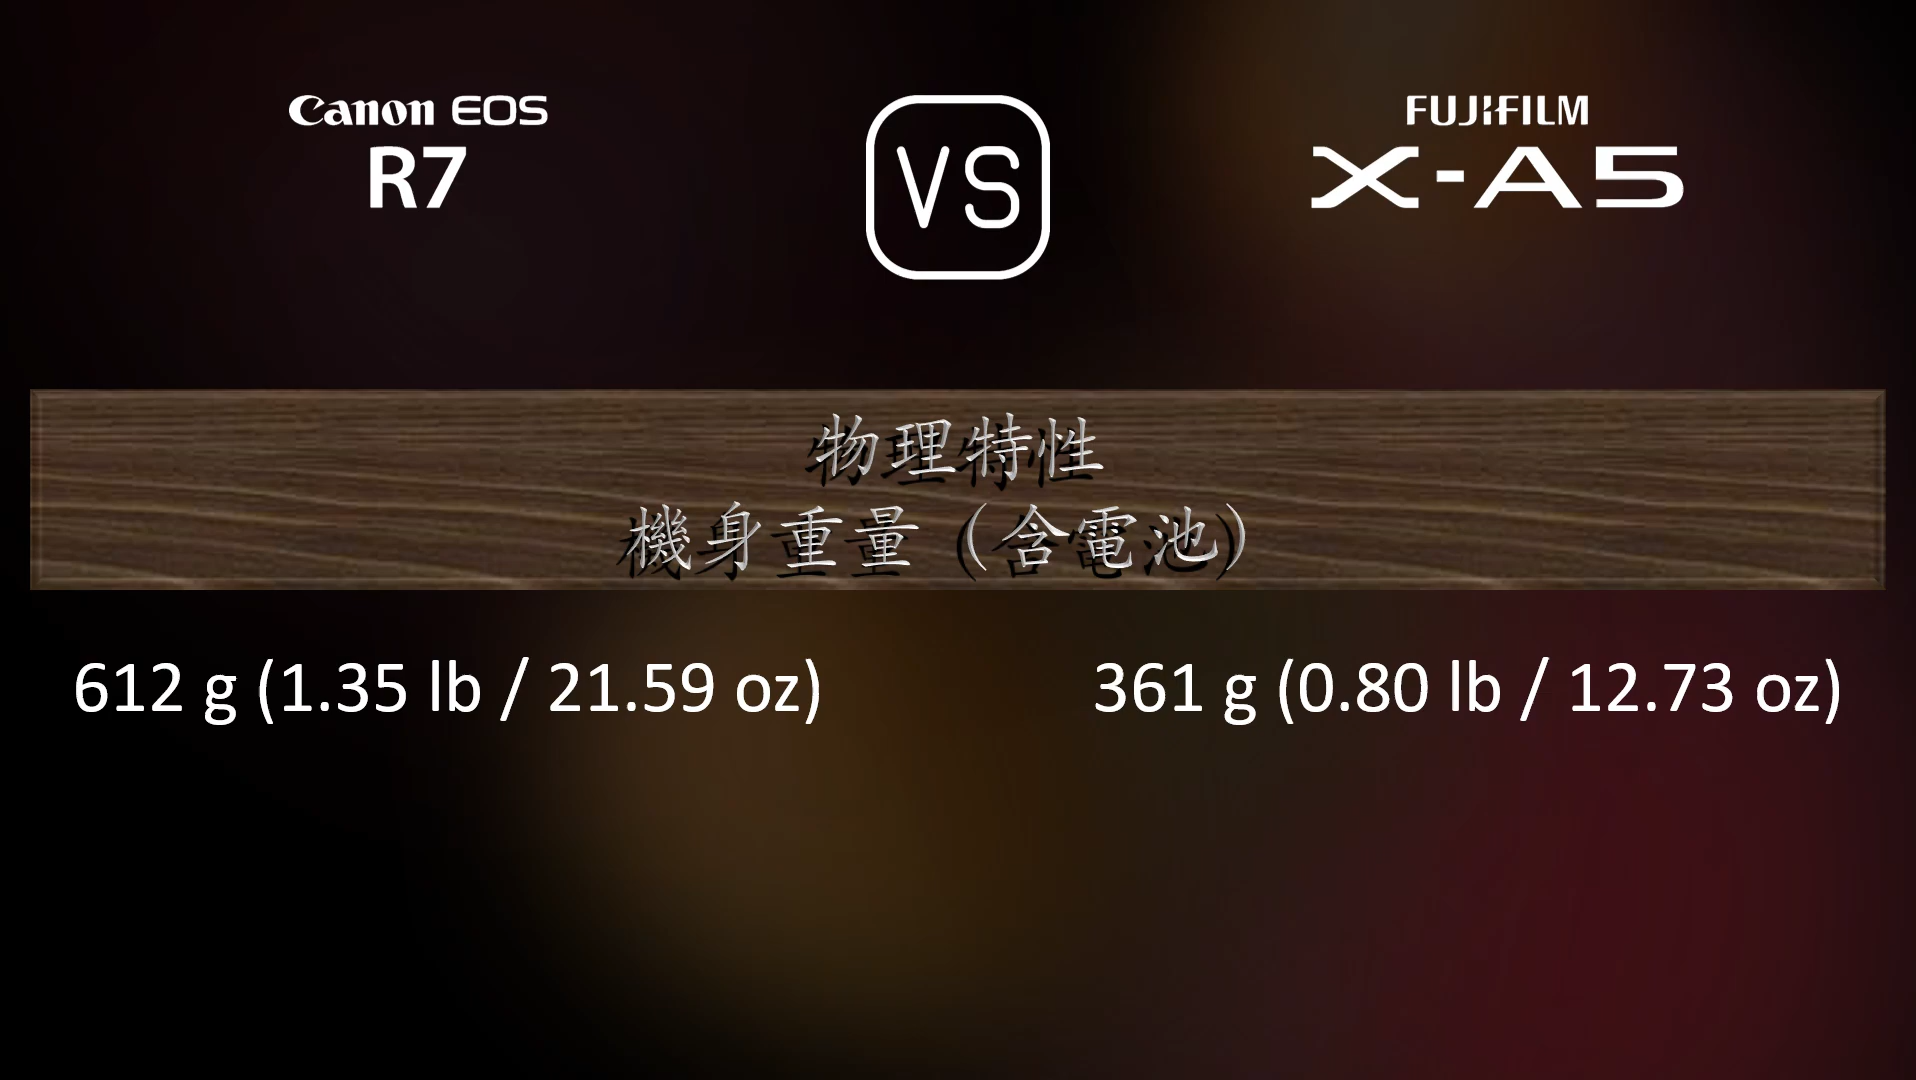 Canon EOS
R7
VS
FUJIFILM
X-A5
物理特性
機身重量（含電池）
612 g (1.35 lb / 21.59 oz)
361 g (0.80 lb / 12.73 oz)